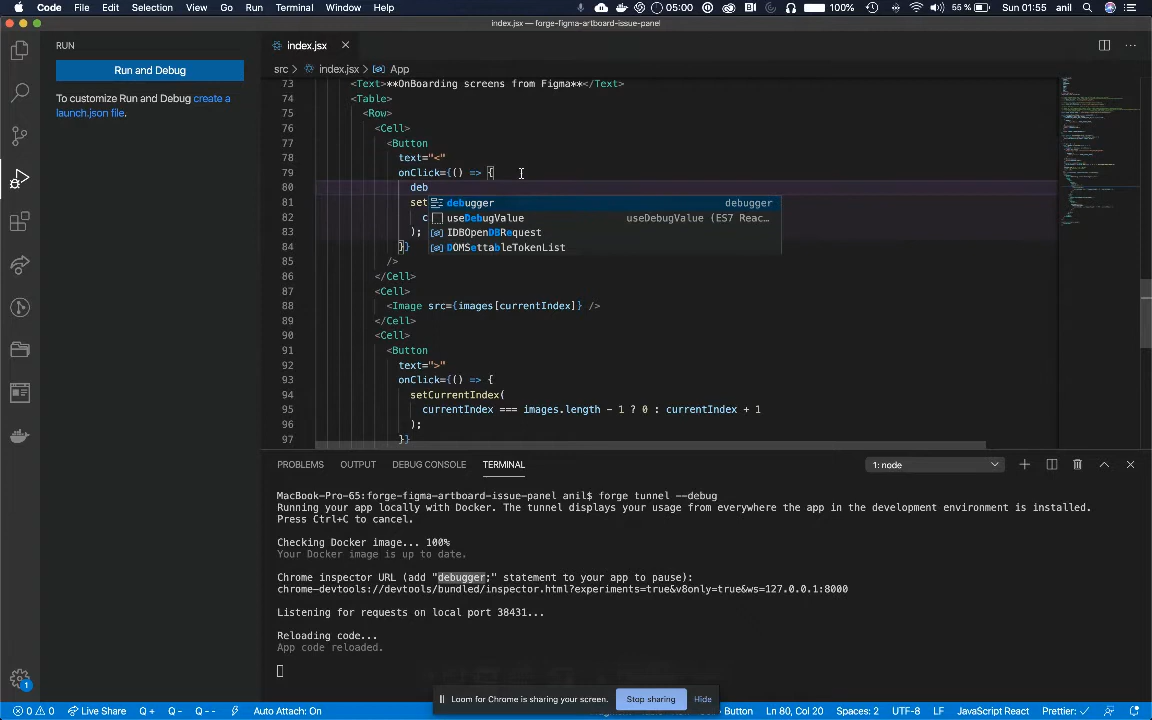 Code File Edit Selection View Go Run Terminal Window Help 05:00 100% 55 % Sun 01:55 anil
index.jsx — forge-figma-artboard-issue-panel
RUN
Run and Debug
To customize Run and Debug create a
launch.json file.
index.jsx
src > index.jsx > App
73 <Text>**OnBoarding screens from Figma**</Text>
74 <Table>
75 <Row>
76 <Cell>
77 <Button
78 text="<"
79 onClick={() => {
80 deb
81 set
82 c
83 );
84 }}
85 />
86 </Cell>
87 <Cell>
88 <Image src={images[currentIndex]} />
89 </Cell>
90 <Cell>
91 <Button
92 text=">"
93 onClick={() => {
94 setCurrentIndex(
95 currentIndex === images.length - 1 ? 0 : currentIndex + 1
96 );
97 }}
debugger debugger
useDebugValue useDebugValue (ES7 Reac…
IDBOpenDBRequest
DOMSettableTokenList
PROBLEMS OUTPUT DEBUG CONSOLE TERMINAL 1: node
MacBook-Pro-65:forge-figma-artboard-issue-panel anil$ forge tunnel --debug
Running your app locally with Docker. The tunnel displays your usage from everywhere the app in the development environment is installed.
Press Ctrl+C to cancel.
Checking Docker image... 100%
Your Docker image is up to date.
Chrome inspector URL (add "debugger;" statement to your app to pause):
chrome-devtools://devtools/bundled/inspector.html?experiments=true&v8only=true&ws=127.0.0.1:8000
Listening for requests on local port 38431...
Reloading code...
App code reloaded.
Loom for Chrome is sharing your screen. Stop sharing Hide
1
0 0 Live Share Q + Q - Q -- Auto Attach: On Button Ln 80, Col 20 Spaces: 2 UTF-8 LF JavaScript React Prettier: ✓